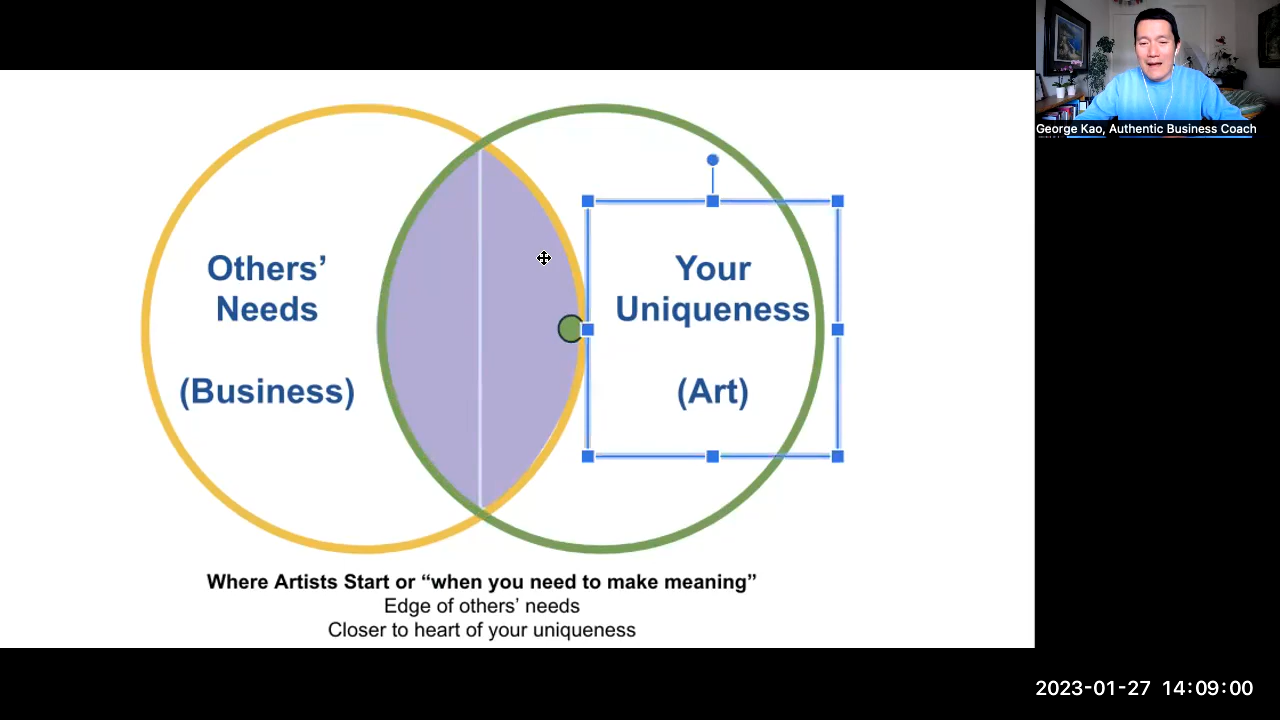 George Kao, Authentic Business Coach
Others’
Needs
(Business)
Your
Uniqueness
(Art)
Where Artists Start or “when you need to make meaning”
Edge of others’ needs
Closer to heart of your uniqueness
2023-01-27 14:09:00